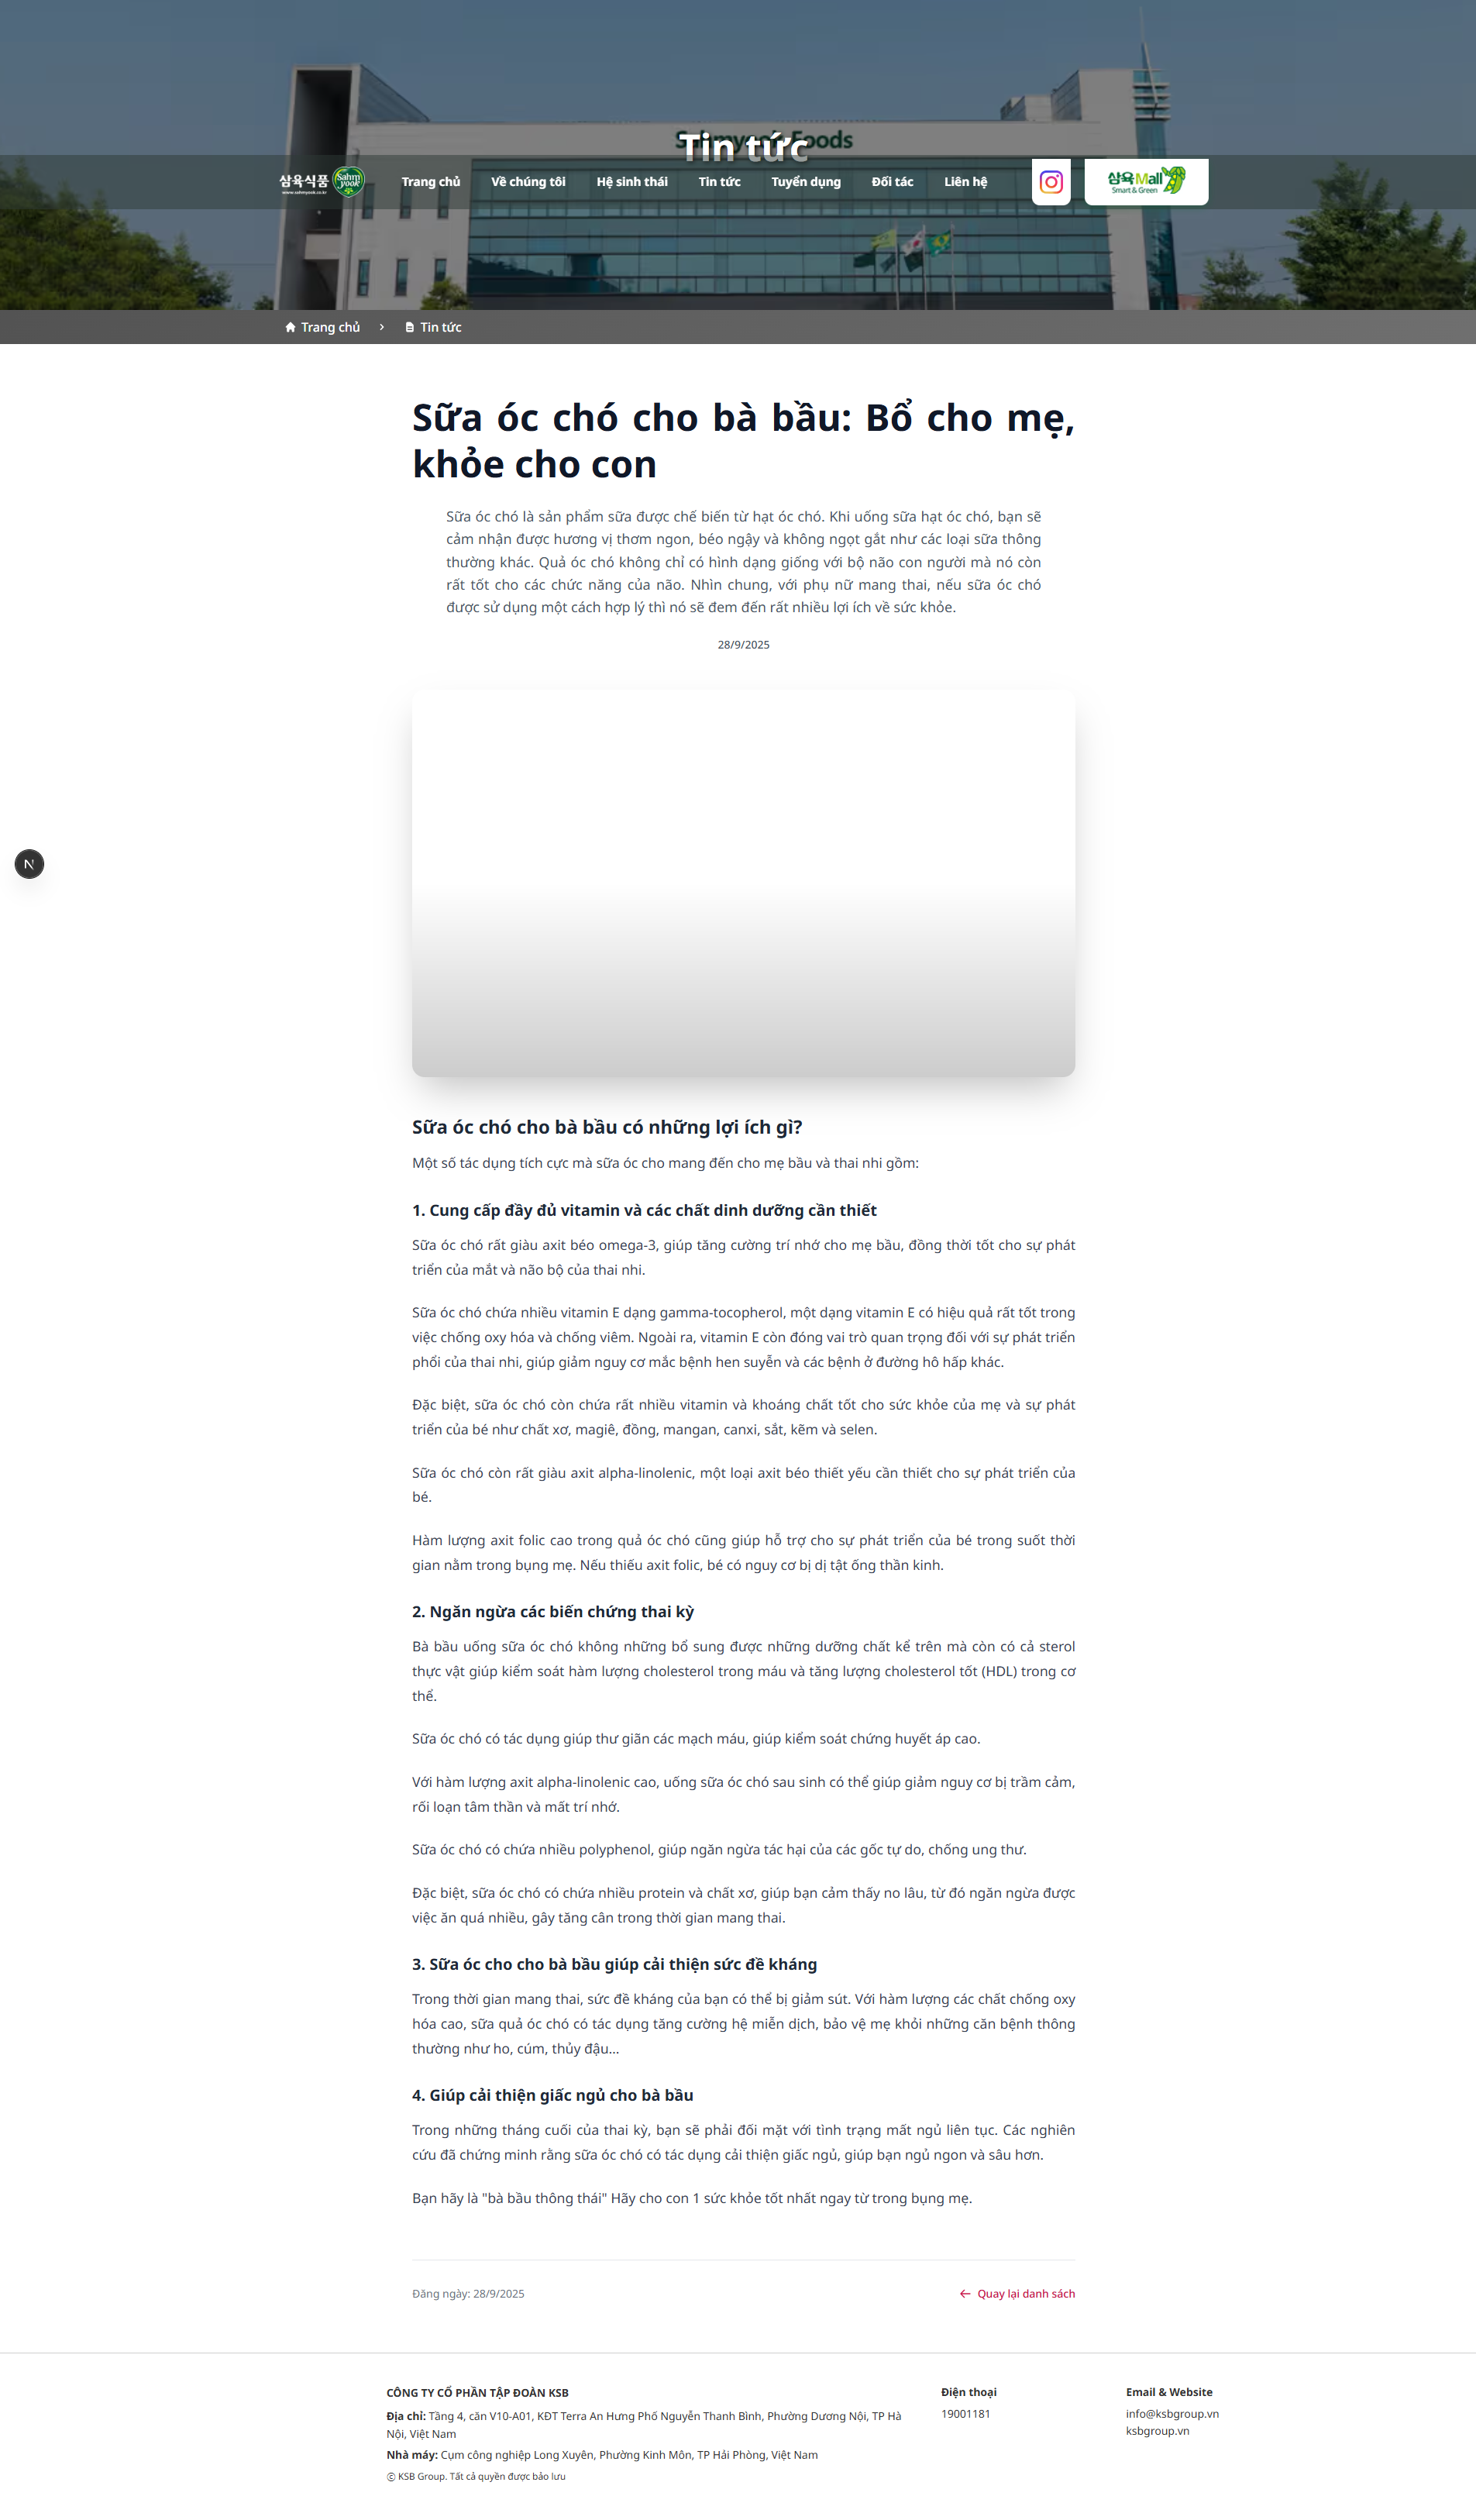 Sahmyook Foods
Tin tức
삼육식품
www.sahmyook.co.kr
Sahm
yook
Trang chủ
Về chúng tôi
Hệ sinh thái
Tin tức
Tuyển dụng
Đối tác
Liên hệ
삼육Mall
Smart & Green
Trang chủ
Tin tức
Sữa óc chó cho bà bầu: Bổ cho mẹ,
khỏe cho con
Sữa óc chó là sản phẩm sữa được chế biến từ hạt óc chó. Khi uống sữa hạt óc chó, bạn sẽ
cảm nhận được hương vị thơm ngon, béo ngậy và không ngọt gắt như các loại sữa thông
thường khác. Quả óc chó không chỉ có hình dạng giống với bộ não con người mà nó còn
rất tốt cho các chức năng của não. Nhìn chung, với phụ nữ mang thai, nếu sữa óc chó
được sử dụng một cách hợp lý thì nó sẽ đem đến rất nhiều lợi ích về sức khỏe.
28/9/2025
N
Sữa óc chó cho bà bầu có những lợi ích gì?
Một số tác dụng tích cực mà sữa óc cho mang đến cho mẹ bầu và thai nhi gồm:
1. Cung cấp đầy đủ vitamin và các chất dinh dưỡng cần thiết
Sữa óc chó rất giàu axit béo omega-3, giúp tăng cường trí nhớ cho mẹ bầu, đồng thời tốt cho sự phát
triển của mắt và não bộ của thai nhi.
Sữa óc chó chứa nhiều vitamin E dạng gamma-tocopherol, một dạng vitamin E có hiệu quả rất tốt trong
việc chống oxy hóa và chống viêm. Ngoài ra, vitamin E còn đóng vai trò quan trọng đối với sự phát triển
phổi của thai nhi, giúp giảm nguy cơ mắc bệnh hen suyễn và các bệnh ở đường hô hấp khác.
Đặc biệt, sữa óc chó còn chứa rất nhiều vitamin và khoáng chất tốt cho sức khỏe của mẹ và sự phát
triển của bé như chất xơ, magiê, đồng, mangan, canxi, sắt, kẽm và selen.
Sữa óc chó còn rất giàu axit alpha-linolenic, một loại axit béo thiết yếu cần thiết cho sự phát triển của
bé.
Hàm lượng axit folic cao trong quả óc chó cũng giúp hỗ trợ cho sự phát triển của bé trong suốt thời
gian nằm trong bụng mẹ. Nếu thiếu axit folic, bé có nguy cơ bị dị tật ống thần kinh.
2. Ngăn ngừa các biến chứng thai kỳ
Bà bầu uống sữa óc chó không những bổ sung được những dưỡng chất kể trên mà còn có cả sterol
thực vật giúp kiểm soát hàm lượng cholesterol trong máu và tăng lượng cholesterol tốt (HDL) trong cơ
thể.
Sữa óc chó có tác dụng giúp thư giãn các mạch máu, giúp kiểm soát chứng huyết áp cao.
Với hàm lượng axit alpha-linolenic cao, uống sữa óc chó sau sinh có thể giúp giảm nguy cơ bị trầm cảm,
rối loạn tâm thần và mất trí nhớ.
Sữa óc chó có chứa nhiều polyphenol, giúp ngăn ngừa tác hại của các gốc tự do, chống ung thư.
Đặc biệt, sữa óc chó có chứa nhiều protein và chất xơ, giúp bạn cảm thấy no lâu, từ đó ngăn ngừa được
việc ăn quá nhiều, gây tăng cân trong thời gian mang thai.
3. Sữa óc cho cho bà bầu giúp cải thiện sức đề kháng
Trong thời gian mang thai, sức đề kháng của bạn có thể bị giảm sút. Với hàm lượng các chất chống oxy
hóa cao, sữa quả óc chó có tác dụng tăng cường hệ miễn dịch, bảo vệ mẹ khỏi những căn bệnh thông
thường như ho, cúm, thủy đậu...
4. Giúp cải thiện giấc ngủ cho bà bầu
Trong những tháng cuối của thai kỳ, bạn sẽ phải đối mặt với tình trạng mất ngủ liên tục. Các nghiên
cứu đã chứng minh rằng sữa óc chó có tác dụng cải thiện giấc ngủ, giúp bạn ngủ ngon và sâu hơn.
Bạn hãy là "bà bầu thông thái" Hãy cho con 1 sức khỏe tốt nhất ngay từ trong bụng mẹ.
Đăng ngày: 28/9/2025
← Quay lại danh sách
CÔNG TY CỔ PHẦN TẬP ĐOÀN KSB
Địa chỉ: Tầng 4, căn V10-A01, KĐT Terra An Hưng Phố Nguyễn Thanh Bình, Phường Dương Nội, TP Hà
Nội, Việt Nam
Nhà máy: Cụm công nghiệp Long Xuyên, Phường Kinh Môn, TP Hải Phòng, Việt Nam
© KSB Group. Tất cả quyền được bảo lưu
Điện thoại
19001181
Email & Website
info@ksbgroup.vn
ksbgroup.vn